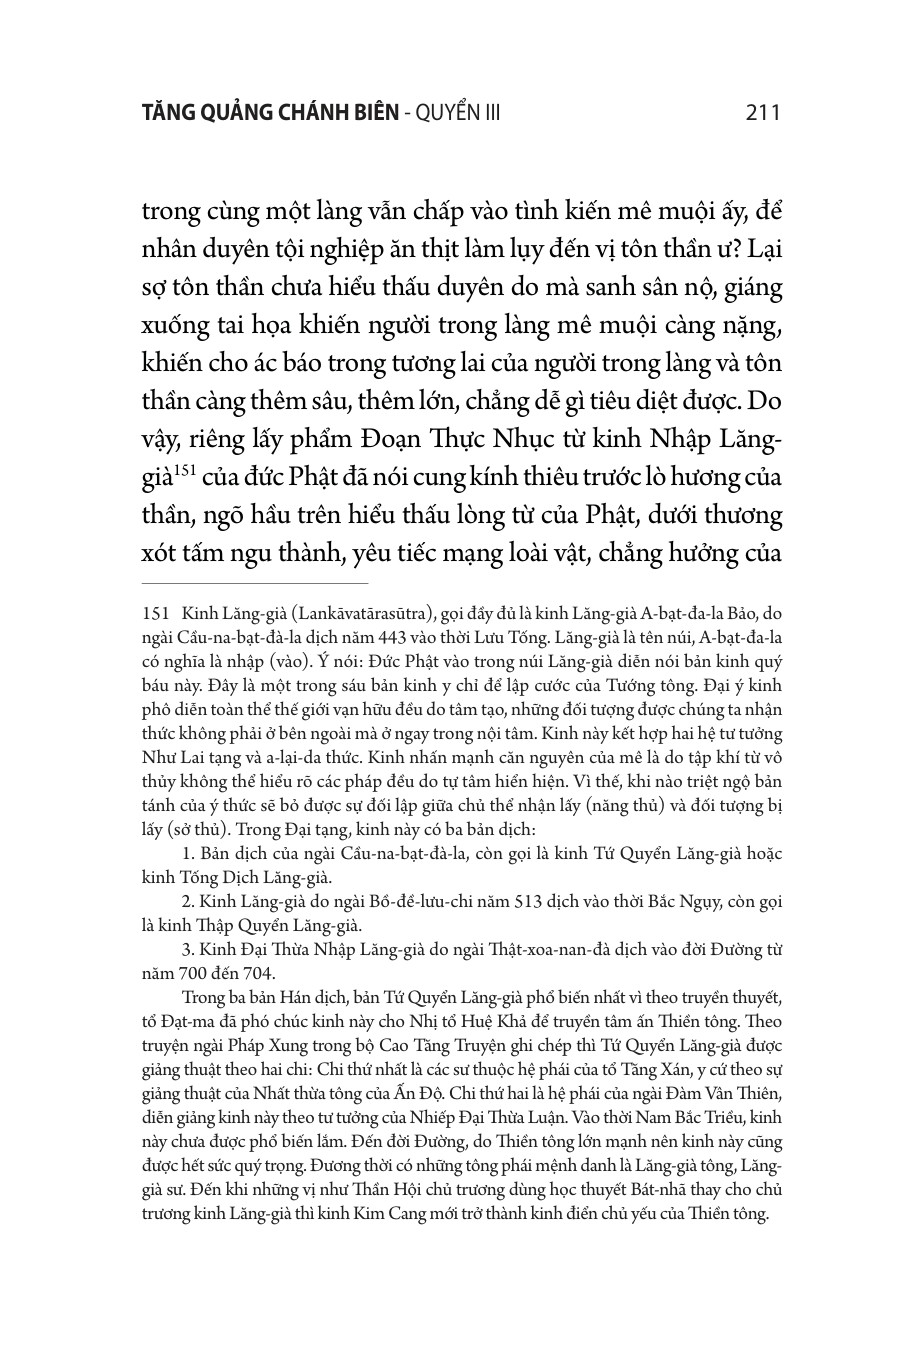 TĂNG QUẢNG CHÁNH BIÊN - QUYỂN III 211
trong cùng một làng vẫn chấp vào tình kiến mê muội ấy, để
nhân duyên tội nghiệp ăn thịt làm lụy đến vị tôn thần ư? Lại
sợ tôn thần chưa hiểu thấu duyên do mà sanh sân nộ, giáng
xuống tai họa khiến người trong làng mê muội càng nặng,
khiến cho ác báo trong tương lai của người trong làng và tôn
thần càng thêm sâu, thêm lớn, chẳng dễ gì tiêu diệt được. Do
vậy, riêng lấy phẩm Đoạn Thực Nhục từ kinh Nhập Lăng-
già151 của đức Phật đã nói cung kính thiêu trước lò hương của
thần, ngõ hầu trên hiểu thấu lòng từ của Phật, dưới thương
xót tấm ngu thành, yêu tiếc mạng loài vật, chẳng hưởng của
151 Kinh Lăng-già (Lankāvatārasūtra), gọi đầy đủ là kinh Lăng-già A-bạt-đa-la Bảo, do
ngài Cầu-na-bạt-đà-la dịch năm 443 vào thời Lưu Tống. Lăng-già là tên núi, A-bạt-đa-la
có nghĩa là nhập (vào). Ý nói: Đức Phật vào trong núi Lăng-già diễn nói bản kinh quý
báu này. Đây là một trong sáu bản kinh y chỉ để lập cước của Tướng tông. Đại ý kinh
phô diễn toàn thể thế giới vạn hữu đều do tâm tạo, những đối tượng được chúng ta nhận
thức không phải ở bên ngoài mà ở ngay trong nội tâm. Kinh này kết hợp hai hệ tư tưởng
Như Lai tạng và a-lại-da thức. Kinh nhấn mạnh căn nguyên của mê là do tập khí từ vô
thủy không thể hiểu rõ các pháp đều do tự tâm hiển hiện. Vì thế, khi nào triệt ngộ bản
tánh của ý thức sẽ bỏ được sự đối lập giữa chủ thể nhận lấy (năng thủ) và đối tượng bị
lấy (sở thủ). Trong Đại tạng, kinh này có ba bản dịch:
1. Bản dịch của ngài Cầu-na-bạt-đà-la, còn gọi là kinh Tứ Quyển Lăng-già hoặc
kinh Tống Dịch Lăng-già.
2. Kinh Lăng-già do ngài Bồ-đề-lưu-chi năm 513 dịch vào thời Bắc Ngụy, còn gọi
là kinh Thập Quyển Lăng-già.
3. Kinh Đại Thừa Nhập Lăng-già do ngài Thật-xoa-nan-đà dịch vào đời Đường từ
năm 700 đến 704.
Trong ba bản Hán dịch, bản Tứ Quyển Lăng-già phổ biến nhất vì theo truyền thuyết,
tổ Đạt-ma đã phó chúc kinh này cho Nhị tổ Huệ Khả để truyền tâm ấn Thiền tông. Theo
truyện ngài Pháp Xung trong bộ Cao Tăng Truyện ghi chép thì Tứ Quyển Lăng-già được
giảng thuật theo hai chi: Chi thứ nhất là các sư thuộc hệ phái của tổ Tăng Xán, y cứ theo sự
giảng thuật của Nhất thừa tông của Ấn Độ. Chi thứ hai là hệ phái của ngài Đàm Vân Thiên,
diễn giảng kinh này theo tư tưởng của Nhiếp Đại Thừa Luận. Vào thời Nam Bắc Triều, kinh
này chưa được phổ biến lắm. Đến đời Đường, do Thiền tông lớn mạnh nên kinh này cũng
được hết sức quý trọng. Đương thời có những tông phái mệnh danh là Lăng-già tông, Lăng-
già sư. Đến khi những vị như Thần Hội chủ trương dùng học thuyết Bát-nhã thay cho chủ
trương kinh Lăng-già thì kinh Kim Cang mới trở thành kinh điển chủ yếu của Thiền tông.